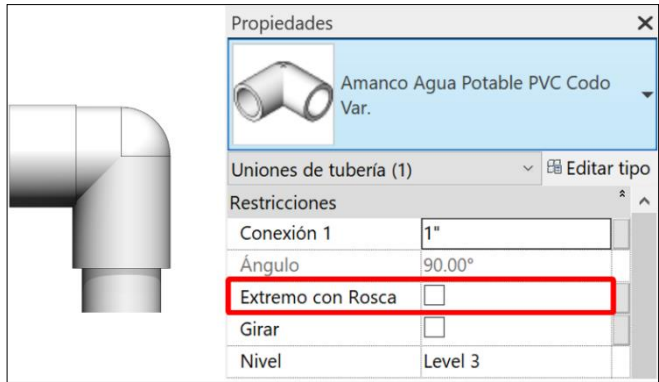 Propiedades
Amanco Agua Potable PVC Codo
Var.
Uniones de tubería (1)
Editar tipo
Restricciones
Conexión 1 1"
Ángulo 90.00°
Extremo con Rosca
Girar
Nivel Level 3